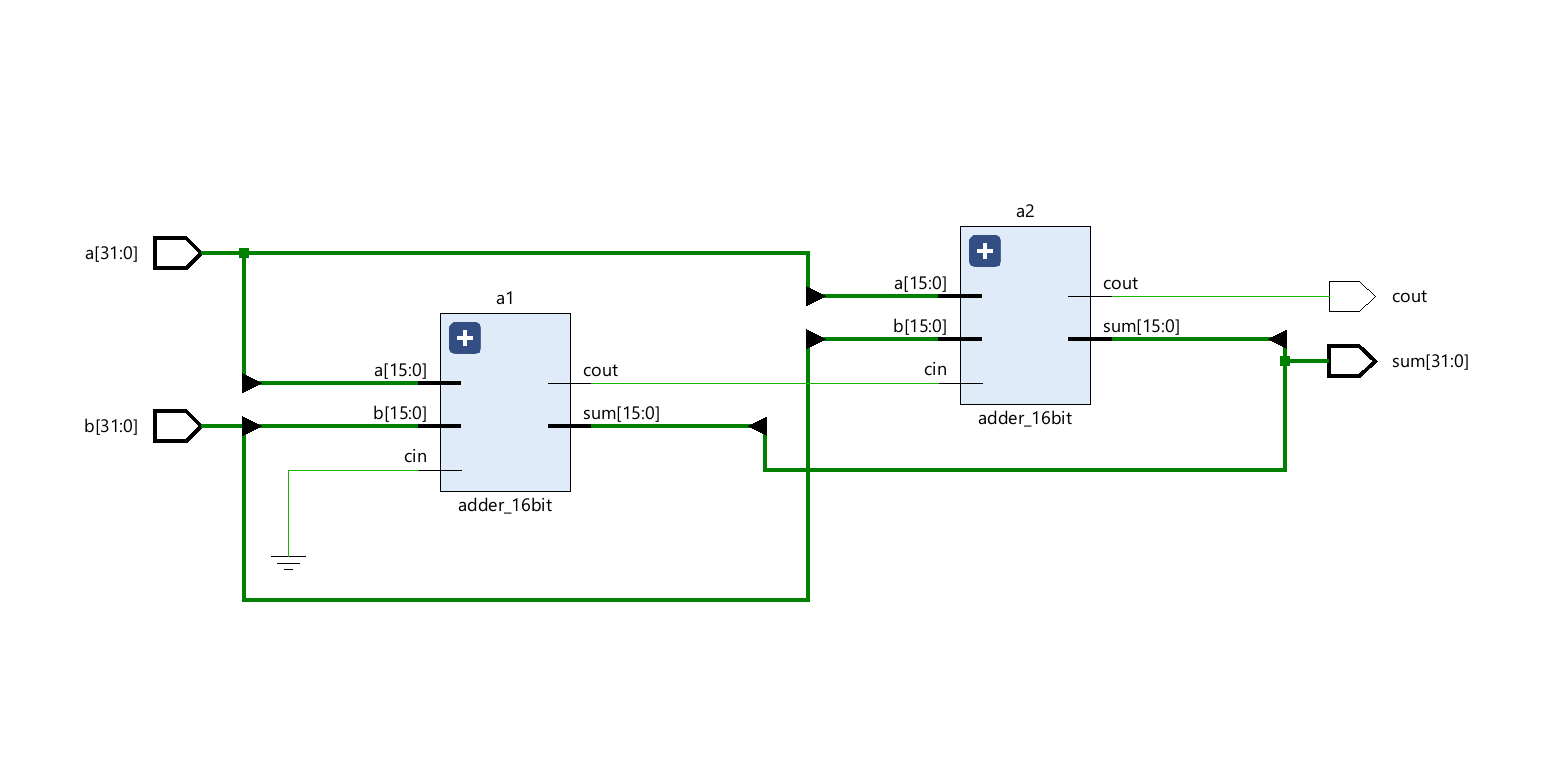 a2
a[31:0]
a[15:0]
cout
cout
a1
b[15:0]
sum[15:0]
sum[31:0]
a[15:0]
cout
cin
b[31:0]
b[15:0]
sum[15:0]
adder_16bit
cin
adder_16bit